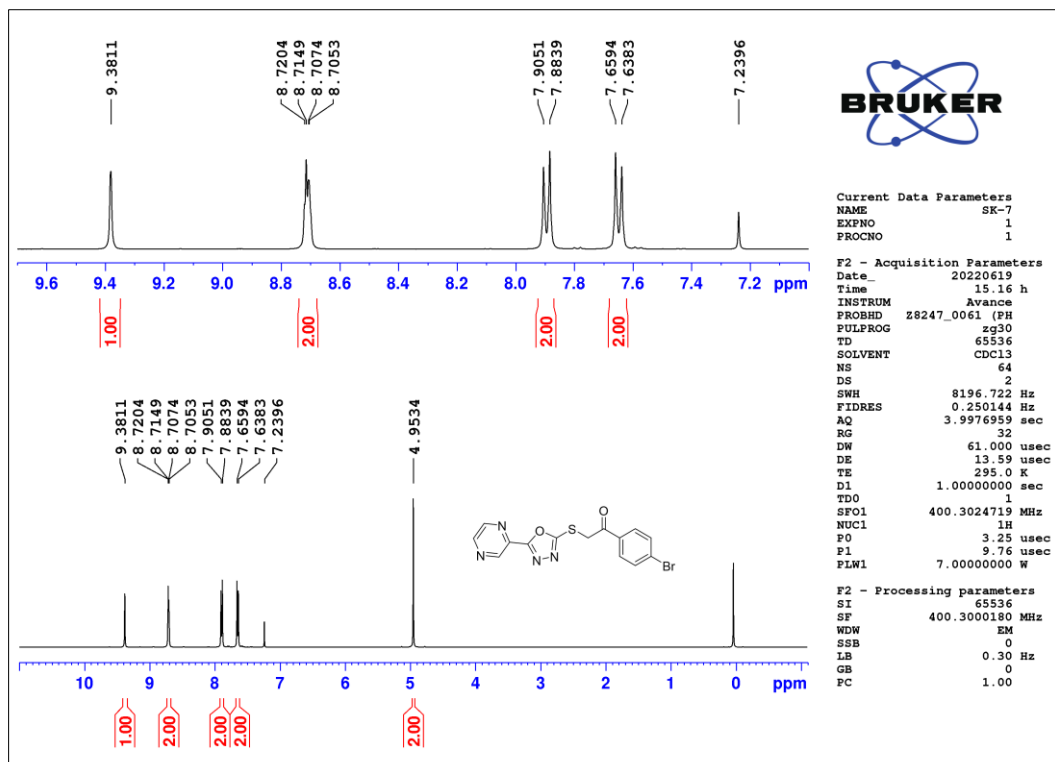 9.3811
8.7204
8.7149
8.7074
8.7053
7.9051
7.8839
7.6594
7.6383
7.2396
9.6 9.4 9.2 9.0 8.8 8.6 8.4 8.2 8.0 7.8 7.6 7.4 7.2 ppm
1.00 2.00 2.00 2.00
9.3811
8.7204
8.7149
8.7074
8.7053
7.9051
7.8839
7.6594
7.6383
7.2396
4.9534
O
N O S
N N N Br
10 9 8 7 6 5 4 3 2 1 0 ppm
1.00 2.00 2.00 2.00 2.00
BRUKER
Current Data Parameters
NAME SK-7
EXPNO 1
PROCNO 1
F2 - Acquisition Parameters
Date_ 20220619
Time 15.16 h
INSTRUM Avance
PROBHD Z8247_0061 (PH
PULPROG zg30
TD 65536
SOLVENT CDCl3
NS 64
DS 2
SWH 8196.722 Hz
FIDRES 0.250144 Hz
AQ 3.9976959 sec
RG 32
DW 61.000 usec
DE 13.59 usec
TE 295.0 K
D1 1.00000000 sec
TD0 1
SFO1 400.3024719 MHz
NUC1 1H
P0 3.25 usec
P1 9.76 usec
PLW1 7.00000000 W
F2 - Processing parameters
SI 65536
SF 400.3000180 MHz
WDW EM
SSB 0
LB 0.30 Hz
GB 0
PC 1.00